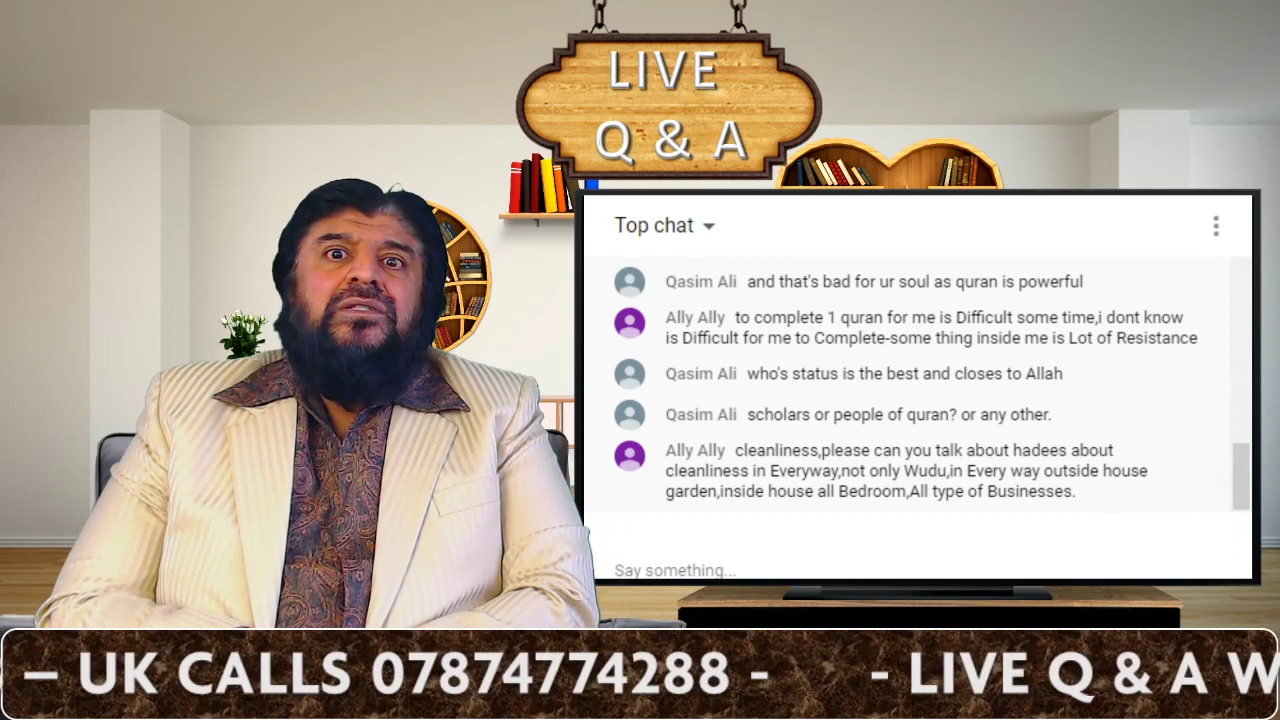 LIVE
Q & A
Top chat
Qasim Ali and that's bad for ur soul as quran is powerful
Ally Ally to complete 1 quran for me is Difficult some time,i dont know
is Difficult for me to Complete-some thing inside me is Lot of Resistance
Qasim Ali who's status is the best and closes to Allah
Qasim Ali scholars or people of quran? or any other.
Ally Ally cleanliness,please can you talk about hadees about
cleanliness in Everyway,not only Wudu,in Every way outside house
garden,inside house all Bedroom,All type of Businesses.
Say something...
– UK CALLS 07874774288 - - LIVE Q & A W